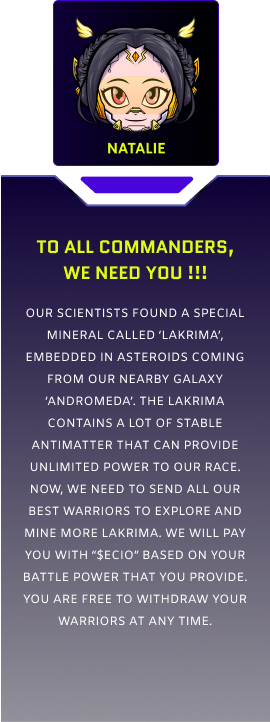 NATALIE
TO ALL COMMANDERS,
WE NEED YOU !!!
OUR SCIENTISTS FOUND A SPECIAL
MINERAL CALLED ‘LAKRIMA’,
EMBEDDED IN ASTEROIDS COMING
FROM OUR NEARBY GALAXY
‘ANDROMEDA’. THE LAKRIMA
CONTAINS A LOT OF STABLE
ANTIMATTER THAT CAN PROVIDE
UNLIMITED POWER TO OUR RACE.
NOW, WE NEED TO SEND ALL OUR
BEST WARRIORS TO EXPLORE AND
MINE MORE LAKRIMA. WE WILL PAY
YOU WITH “$ECIO” BASED ON YOUR
BATTLE POWER THAT YOU PROVIDE.
YOU ARE FREE TO WITHDRAW YOUR
WARRIORS AT ANY TIME.